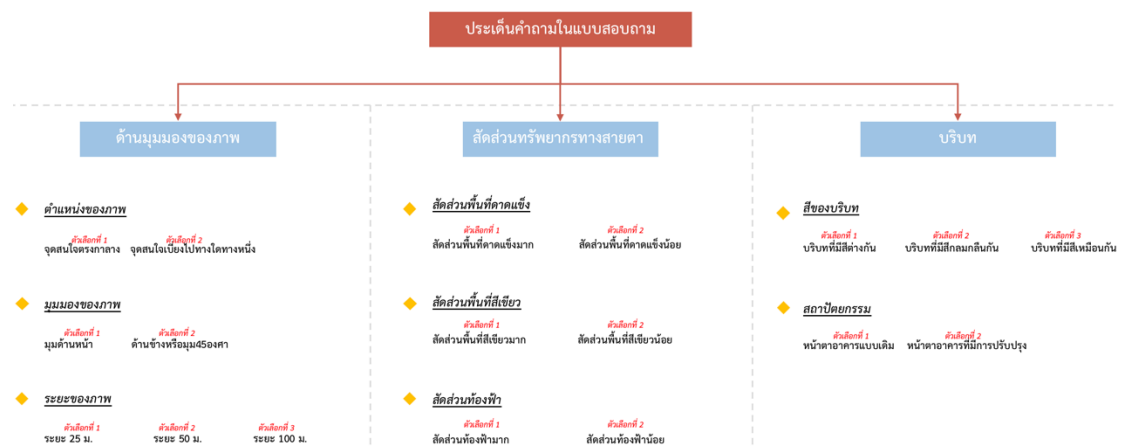 ประเด็นคำถามในแบบสอบถาม
ด้านมุมมองของภาพ
ตำแหน่งของภาพ
ตัวเลือกที่ 1 ตัวเลือกที่ 2
จุดสนใจตรงกาลาง จุดสนใจเบี่ยงไปทางใดทางหนึ่ง
มุมมองของภาพ
ตัวเลือกที่ 1 ตัวเลือกที่ 2
มุมด้านหน้า ด้านข้างหรือมุม45องศา
ระยะของภาพ
ตัวเลือกที่ 1 ตัวเลือกที่ 2 ตัวเลือกที่ 3
ระยะ 25 ม. ระยะ 50 ม. ระยะ 100 ม.
สัดส่วนทรัพยากรทางสายตา
สัดส่วนพื้นที่ดาดแข็ง
ตัวเลือกที่ 1 ตัวเลือกที่ 2
สัดส่วนพื้นที่ดาดแข็งมาก สัดส่วนพื้นที่ดาดแข็งน้อย
สัดส่วนพื้นที่สีเขียว
ตัวเลือกที่ 1 ตัวเลือกที่ 2
สัดส่วนพื้นที่สีเขียวมาก สัดส่วนพื้นที่สีเขียวน้อย
สัดส่วนท้องฟ้า
ตัวเลือกที่ 1 ตัวเลือกที่ 2
สัดส่วนท้องฟ้ามาก สัดส่วนท้องฟ้าน้อย
บริบท
สีของบริบท
ตัวเลือกที่ 1 ตัวเลือกที่ 2 ตัวเลือกที่ 3
บริบทที่มีสีต่างกัน บริบทที่มีสีกลมกลืนกัน บริบทที่มีสีเหมือนกัน
สถาปัตยกรรม
ตัวเลือกที่ 1 ตัวเลือกที่ 2
หน้าตาอาคารแบบเดิม หน้าตาอาคารที่มีการปรับปรุง